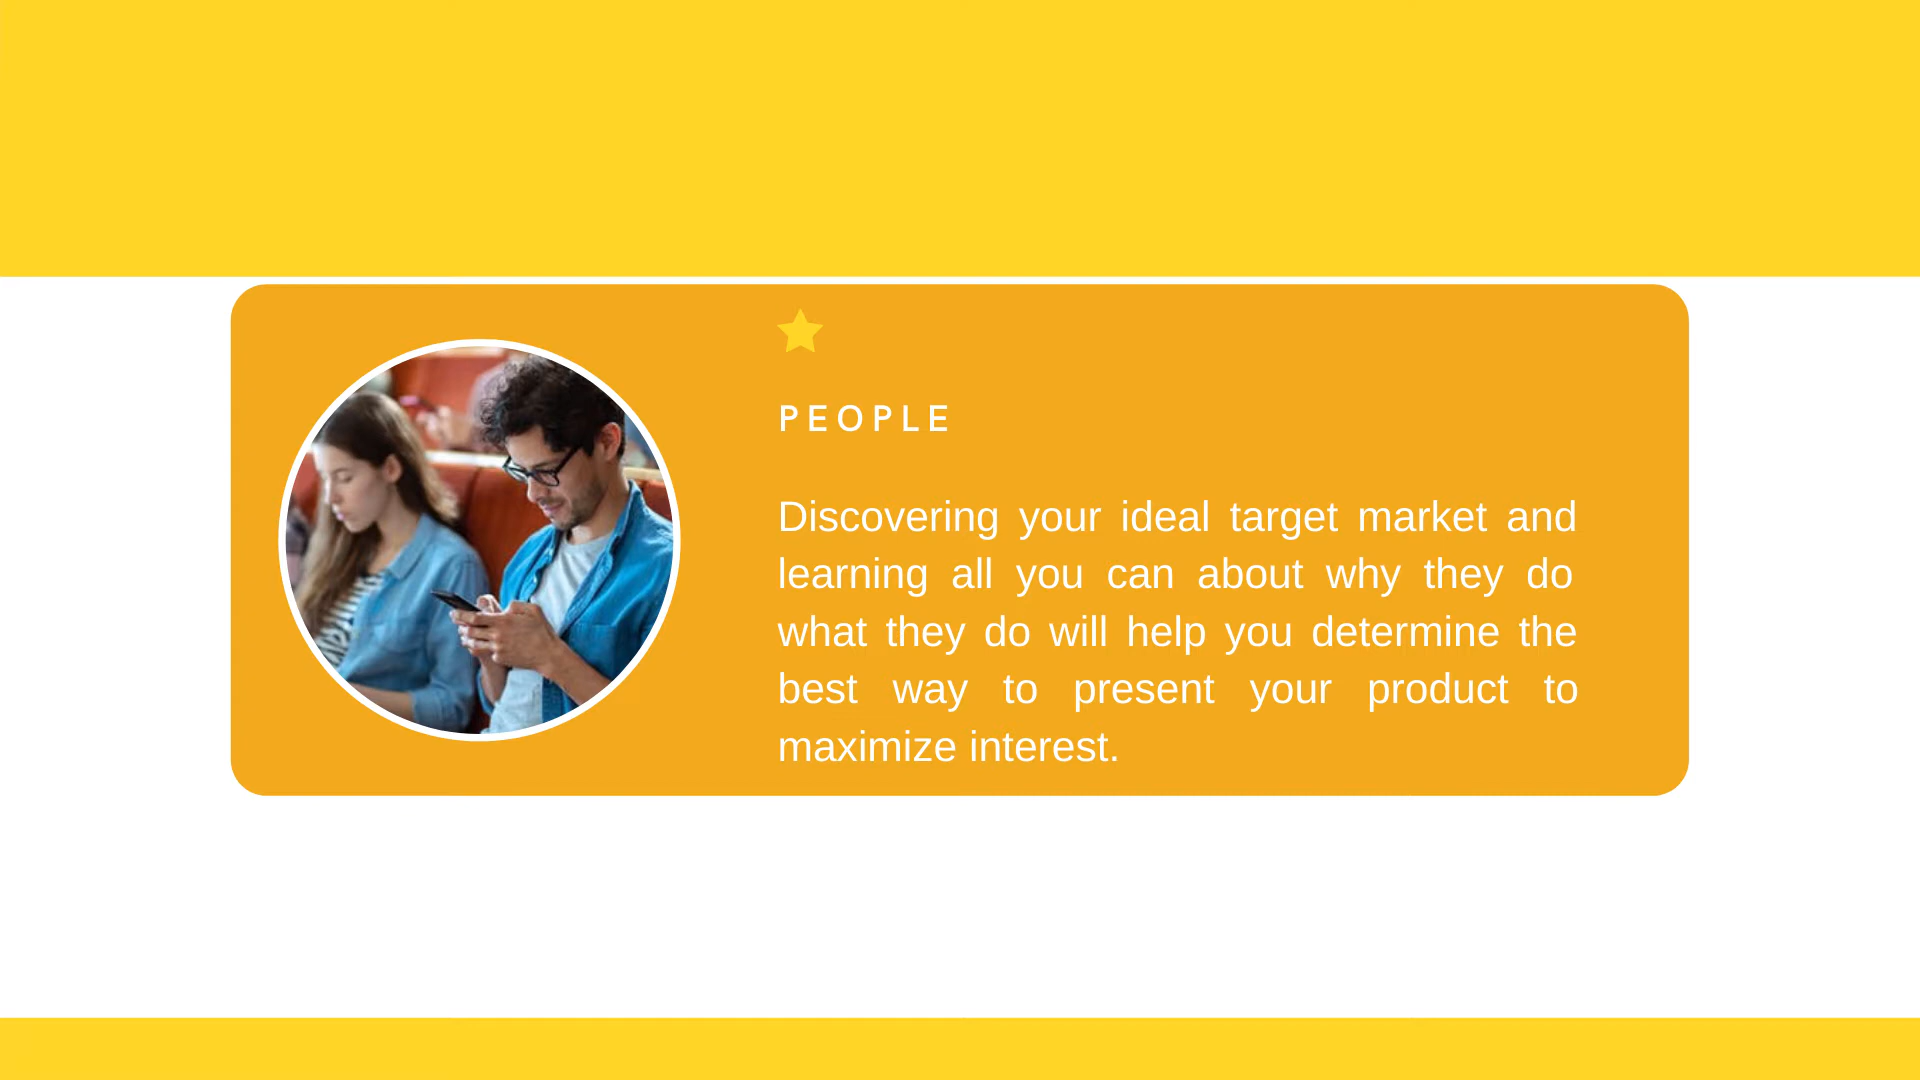 PEOPLE
Discovering your ideal target market and
learning all you can about why they do
what they do will help you determine the
best way to present your product to
maximize interest.